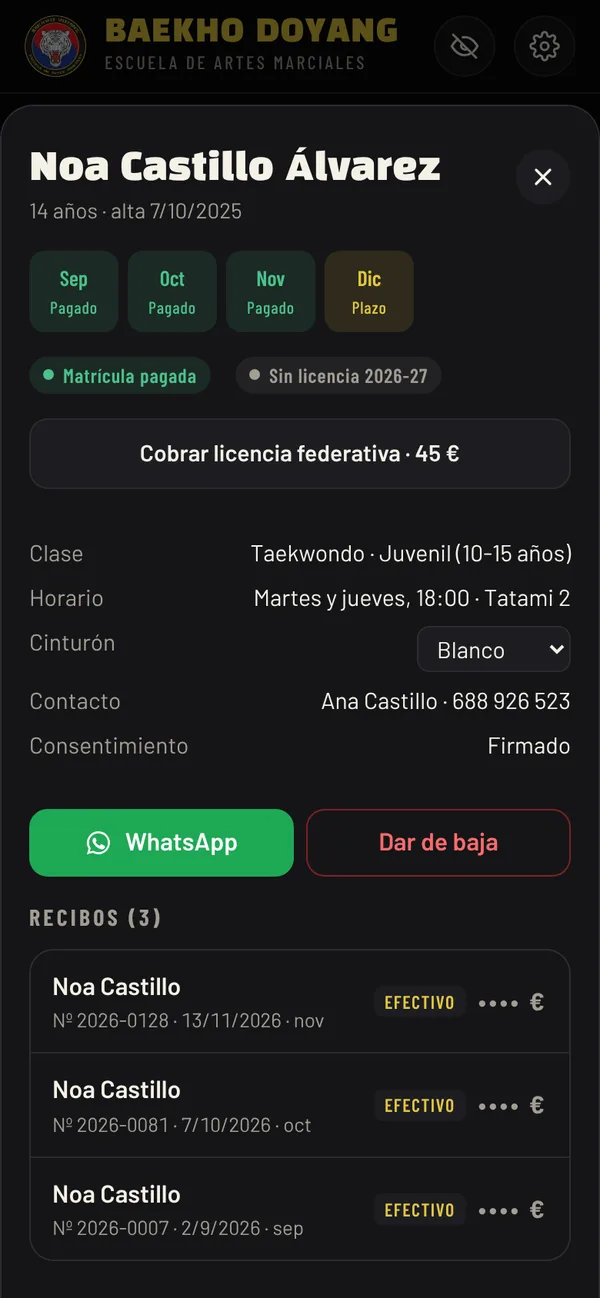 BAEKHO DOYANG
ESCUELA DE ARTES MARCIALES
Noa Castillo Álvarez
14 años · alta 7/10/2025
Sep
Pagado
Oct
Pagado
Nov
Pagado
Dic
Plazo
Matrícula pagada
Sin licencia 2026-27
Cobrar licencia federativa · 45 €
Clase
Taekwondo · Juvenil (10-15 años)
Horario
Martes y jueves, 18:00 · Tatami 2
Cinturón
Blanco
Contacto
Ana Castillo · 688 926 523
Consentimiento
Firmado
WhatsApp
Dar de baja
RECIBOS (3)
Noa Castillo
Nº 2026-0128 · 13/11/2026 · nov
EFECTIVO
•••• €
Noa Castillo
Nº 2026-0081 · 7/10/2026 · oct
EFECTIVO
•••• €
Noa Castillo
Nº 2026-0007 · 2/9/2026 · sep
EFECTIVO
•••• €